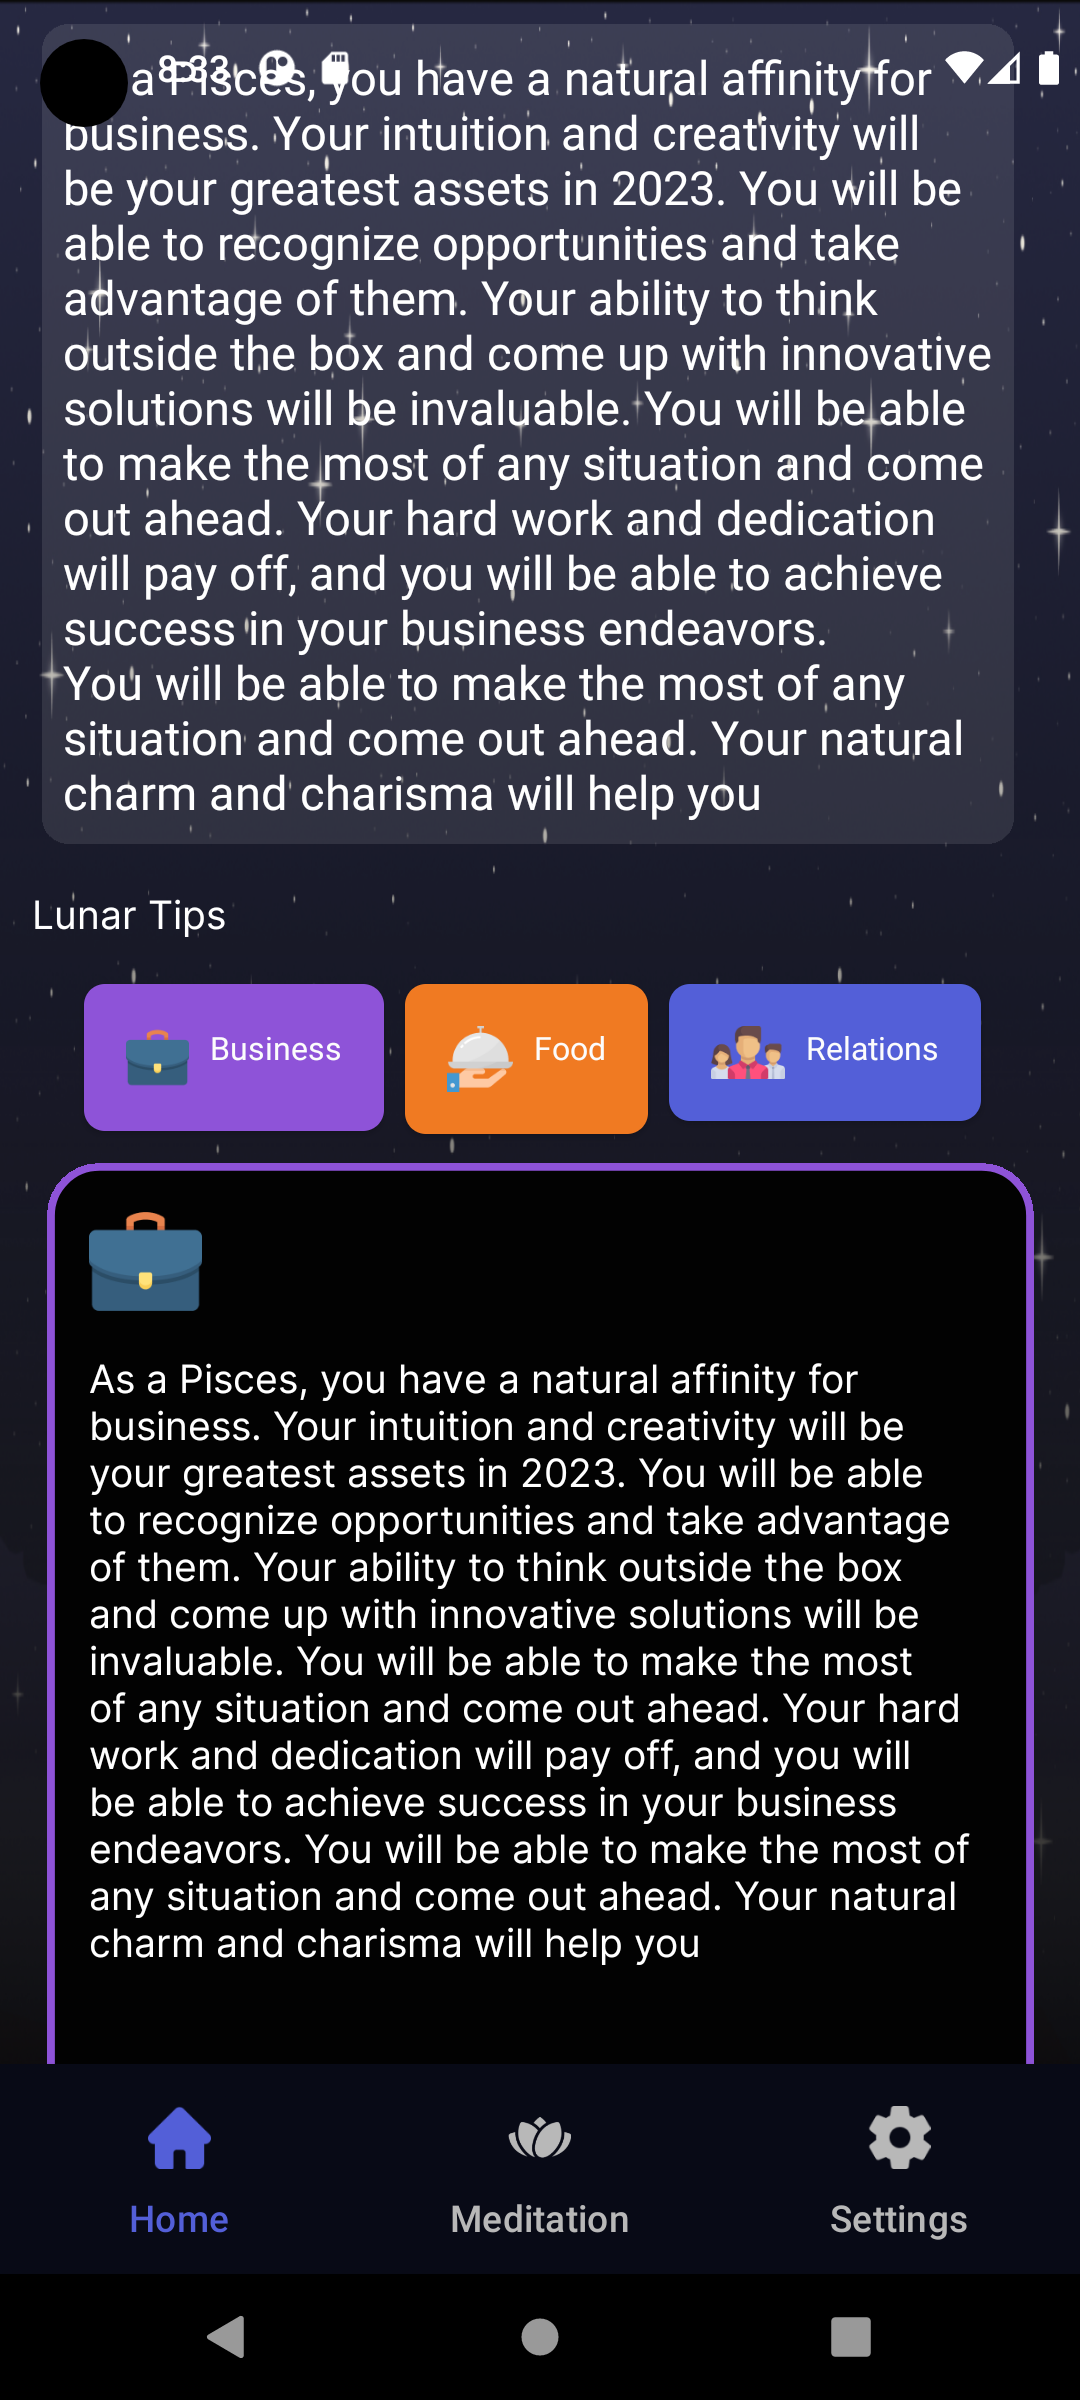 a Pisces, you have a natural affinity for
business. Your intuition and creativity will
be your greatest assets in 2023. You will be
able to recognize opportunities and take
advantage of them. Your ability to think
outside the box and come up with innovative
solutions will be invaluable. You will be able
to make the most of any situation and come
out ahead. Your hard work and dedication
will pay off, and you will be able to achieve
success in your business endeavors.
You will be able to make the most of any
situation and come out ahead. Your natural
charm and charisma will help you
Lunar Tips
Business
Food
Relations
As a Pisces, you have a natural affinity for
business. Your intuition and creativity will be
your greatest assets in 2023. You will be able
to recognize opportunities and take advantage
of them. Your ability to think outside the box
and come up with innovative solutions will be
invaluable. You will be able to make the most
of any situation and come out ahead. Your hard
work and dedication will pay off, and you will
be able to achieve success in your business
endeavors. You will be able to make the most of
any situation and come out ahead. Your natural
charm and charisma will help you
Home
Meditation
Settings